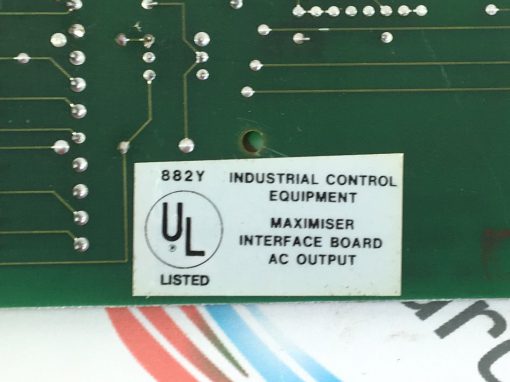 882Y
UL
®
LISTED
INDUSTRIAL CONTROL
EQUIPMENT
MAXIMISER
INTERFACE BOARD
AC OUTPUT